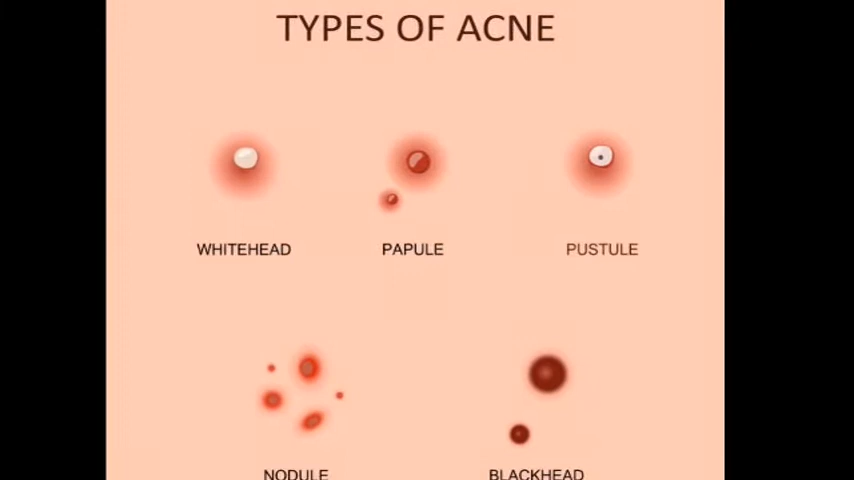 TYPES OF ACNE
WHITEHEAD PAPULE PUSTULE
NODULE BLACKHEAD